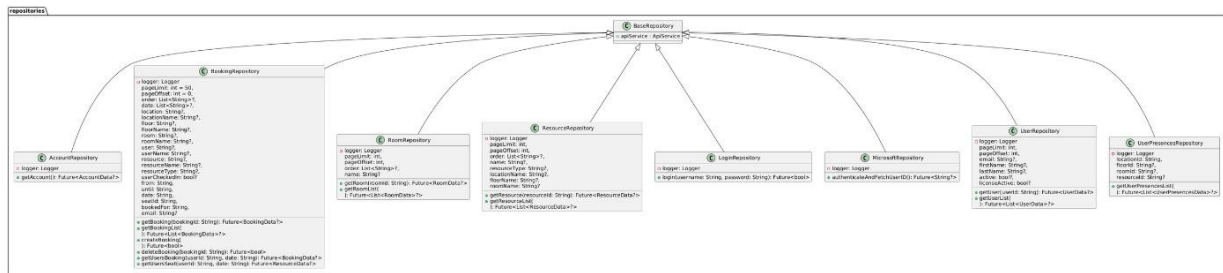 repositories
C BaseRepository
apiService : ApiService
C BookingRepository
logger: Logger
pageLimit: int = 50,
pageOffset: int = 0,
order: List<String>?,
date: List<String>?,
location: String?,
locationName: String?,
floor: String?,
floorName: String?,
room: String?,
roomName: String?,
user: String?,
userName: String?,
resource: String?,
resourceName: String?,
resourceType: String?,
userCheckedIn: bool?
from: String,
until: String,
date: String,
seatId: String,
bookedFor: String,
email: String?
getBooking(bookingId: String): Future<BookingData?>
getBookingList(
): Future<List<BookingData>?>
createBooking(
): Future<bool>
deleteBooking(bookingId: String): Future<bool>
getUsersBooking(userId: String, date: String): Future<BookingData?>
getUsersSeat(userId: String, date: String): Future<ResourceData?>
C AccountRepository
logger: Logger
getAccount(): Future<AccountData?>
C RoomRepository
logger: Logger
pageLimit: int,
pageOffset: int,
order: List<String>?,
name: String?
getRoom(roomId: String): Future<RoomData?>
getRoomList(
): Future<List<RoomData>?>
C ResourceRepository
logger: Logger
pageLimit: int,
pageOffset: int,
order: List<String>?,
name: String?,
resourceType: String?,
locationName: String?,
floorName: String?,
roomName: String?
getResource(resourceId: String): Future<ResourceData?>
getResourceList(
): Future<List<ResourceData>?>
C LoginRepository
logger: Logger
login(username: String, password: String): Future<bool>
C MicrosoftRepository
logger: Logger
authenticateAndFetchUserID(): Future<String?>
C UserRepository
logger: Logger
pageLimit: int,
pageOffset: int,
email: String?,
firstName: String?,
lastName: String?,
active: bool?,
licenseActive: bool?
getUser(userId: String): Future<UserData?>
getUserList(
): Future<List<UserData>?>
C UserPresencesRepository
logger: Logger
locationId: String,
floorId: String?,
roomId: String?,
resourceId: String?
getUserPresencesList(
): Future<List<UserPresencesData>?>